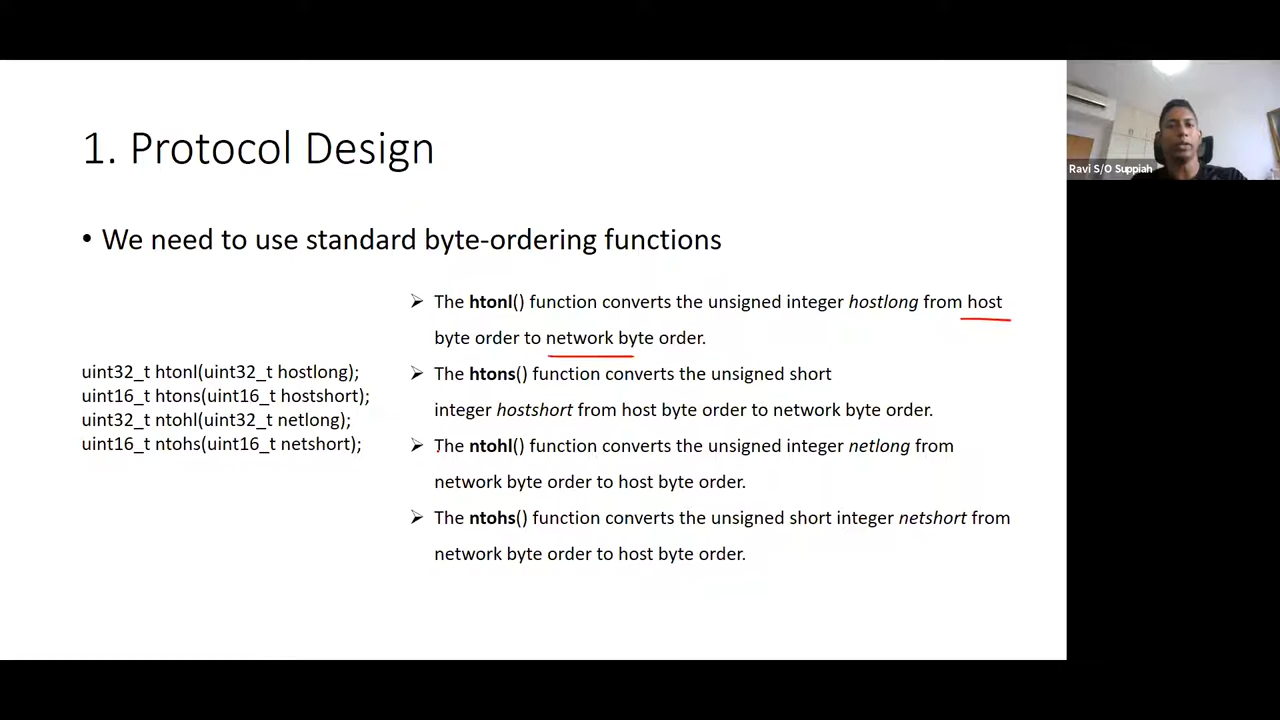 1. Protocol Design
• We need to use standard byte-ordering functions
uint32_t htonl(uint32_t hostlong);
uint16_t htons(uint16_t hostshort);
uint32_t ntohl(uint32_t netlong);
uint16_t ntohs(uint16_t netshort);
➢ The htonl() function converts the unsigned integer hostlong from host
byte order to network byte order.
➢ The htons() function converts the unsigned short
integer hostshort from host byte order to network byte order.
➢ The ntohl() function converts the unsigned integer netlong from
network byte order to host byte order.
➢ The ntohs() function converts the unsigned short integer netshort from
network byte order to host byte order.
Ravi S/O Suppiah